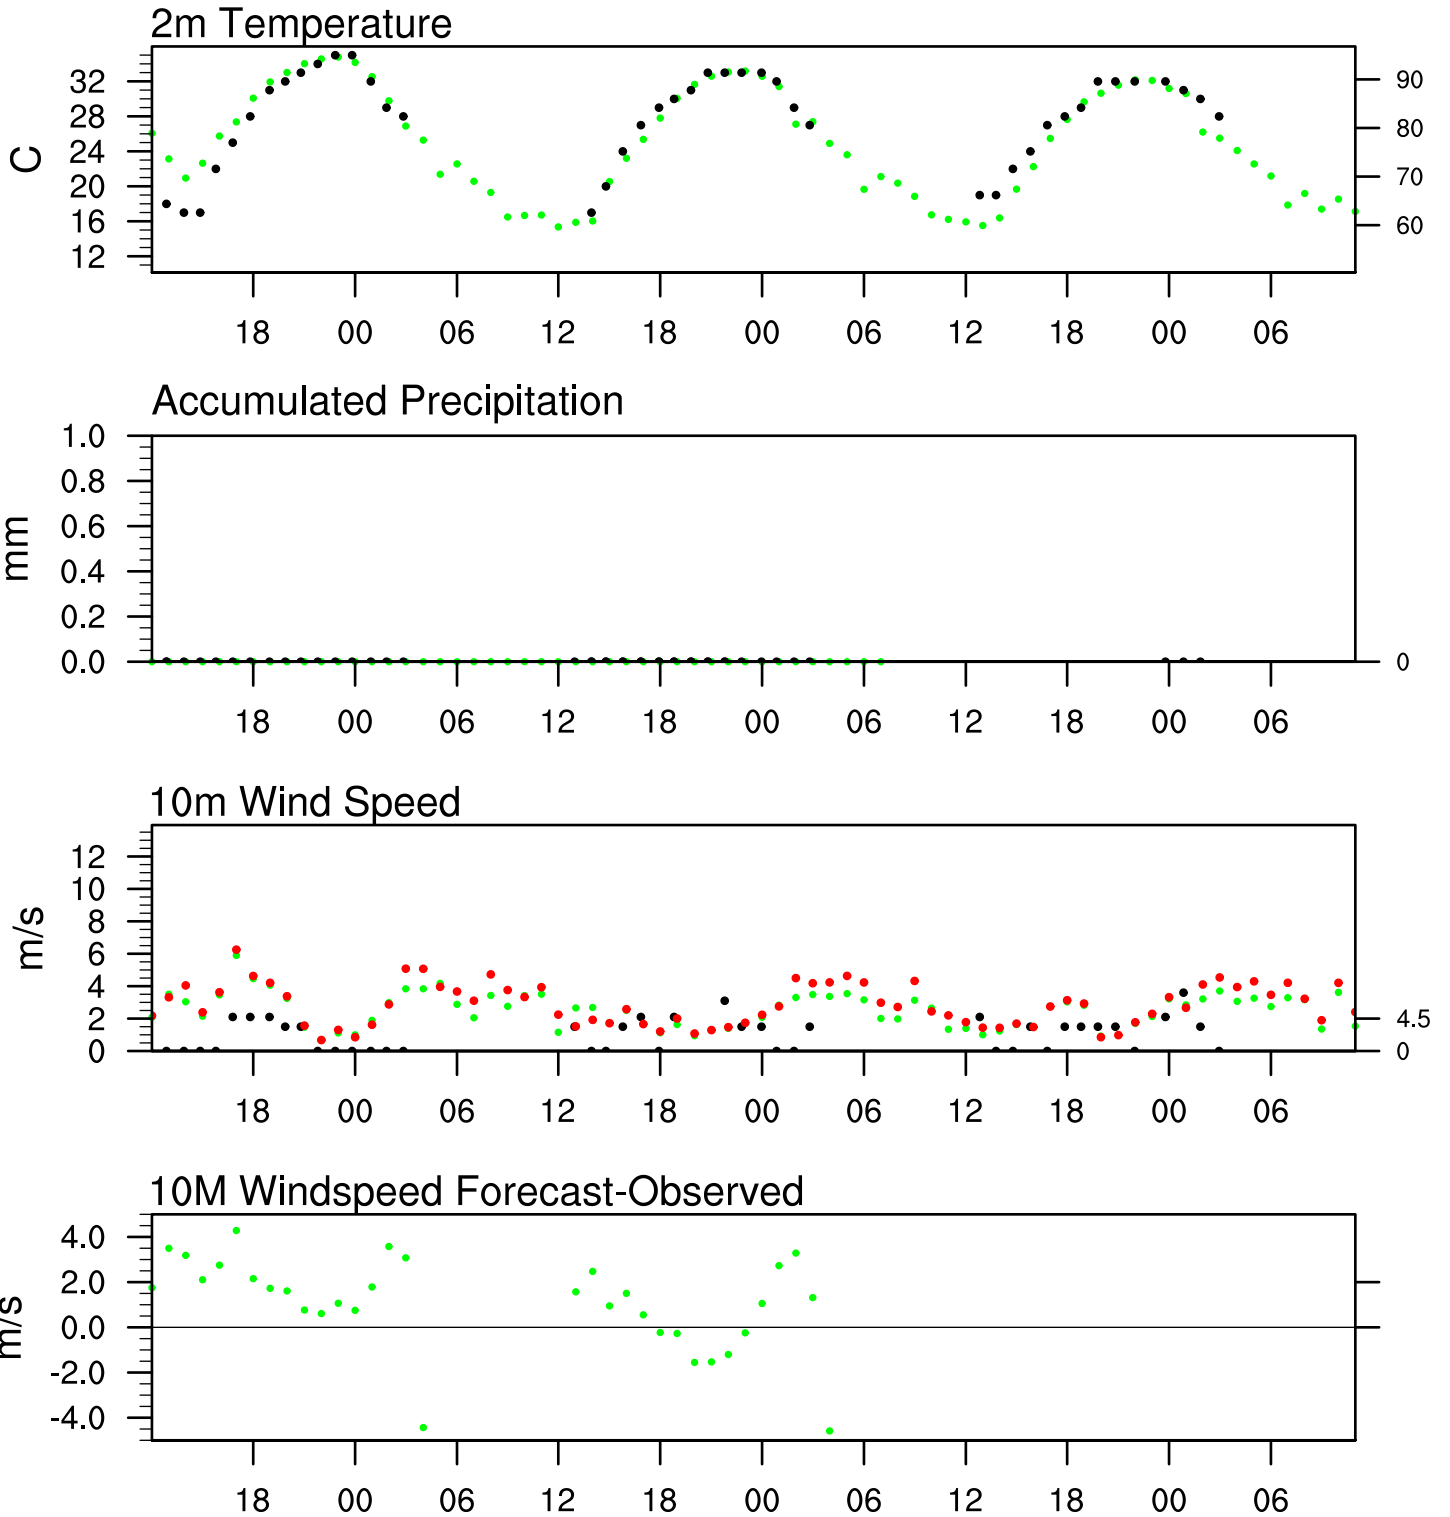 2m Temperature
C
32
28
24
20
16
12
90
80
70
60
18 00 06 12 18 00 06 12 18 00 06
Accumulated Precipitation
mm
1.0
0.8
0.6
0.4
0.2
0.0
0
18 00 06 12 18 00 06 12 18 00 06
10m Wind Speed
m/s
12
10
8
6
4
2
0
4.5
0
18 00 06 12 18 00 06 12 18 00 06
10M Windspeed Forecast-Observed
m/s
4.0
2.0
0.0
-2.0
-4.0
18 00 06 12 18 00 06 12 18 00 06